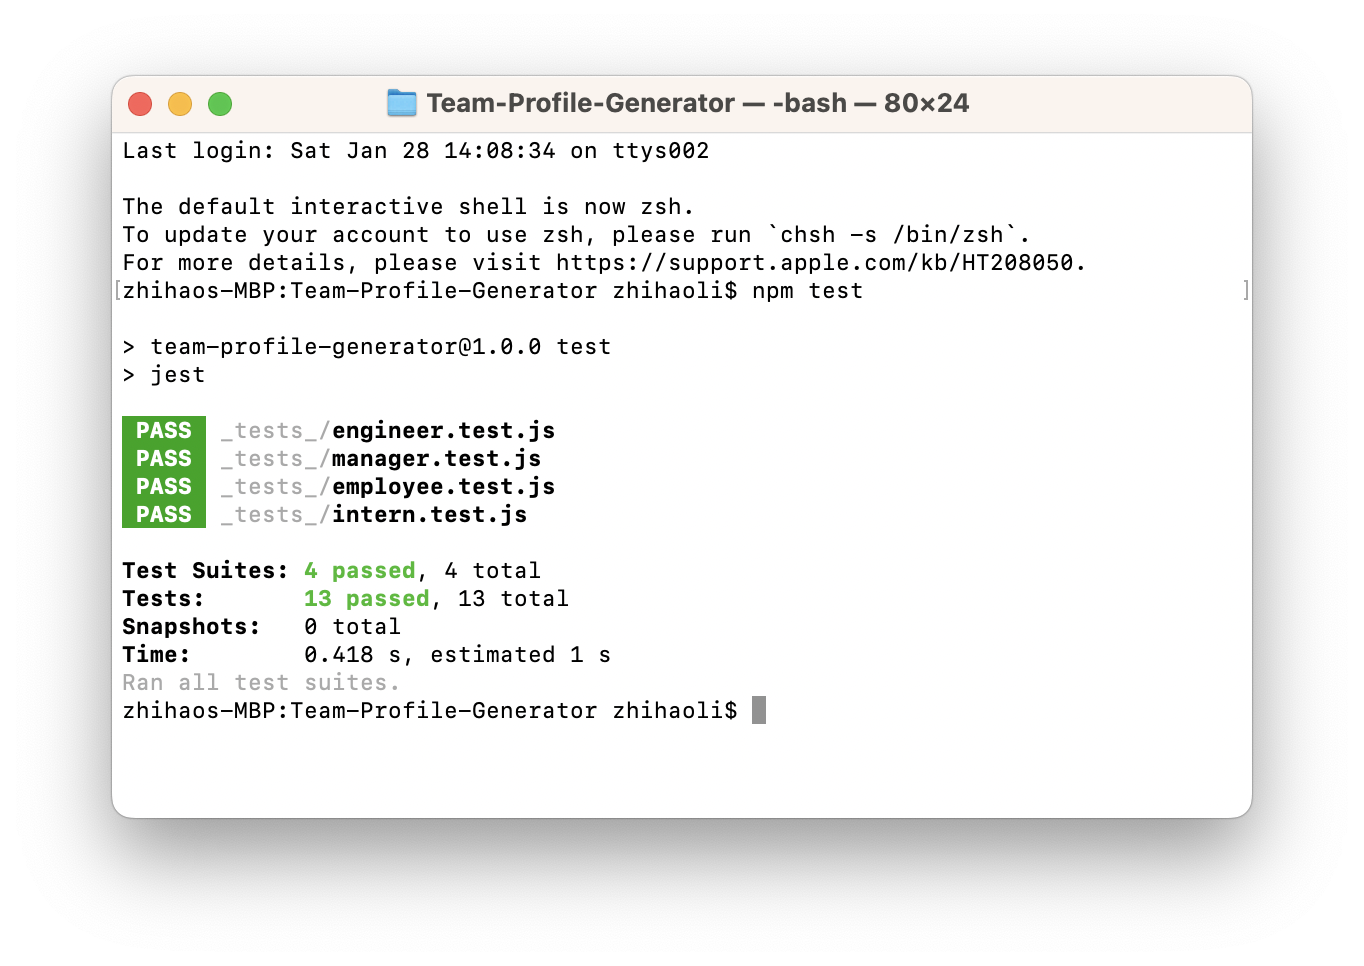 Team-Profile-Generator — -bash — 80×24
Last login: Sat Jan 28 14:08:34 on ttys002
The default interactive shell is now zsh.
To update your account to use zsh, please run `chsh -s /bin/zsh`.
For more details, please visit https://support.apple.com/kb/HT208050.
[zhihaos-MBP:Team-Profile-Generator zhihaoli$ npm test ]
> team-profile-generator@1.0.0 test
> jest
PASS _tests_/engineer.test.js
PASS _tests_/manager.test.js
PASS _tests_/employee.test.js
PASS _tests_/intern.test.js
Test Suites: 4 passed, 4 total
Tests: 13 passed, 13 total
Snapshots: 0 total
Time: 0.418 s, estimated 1 s
Ran all test suites.
zhihaos-MBP:Team-Profile-Generator zhihaoli$